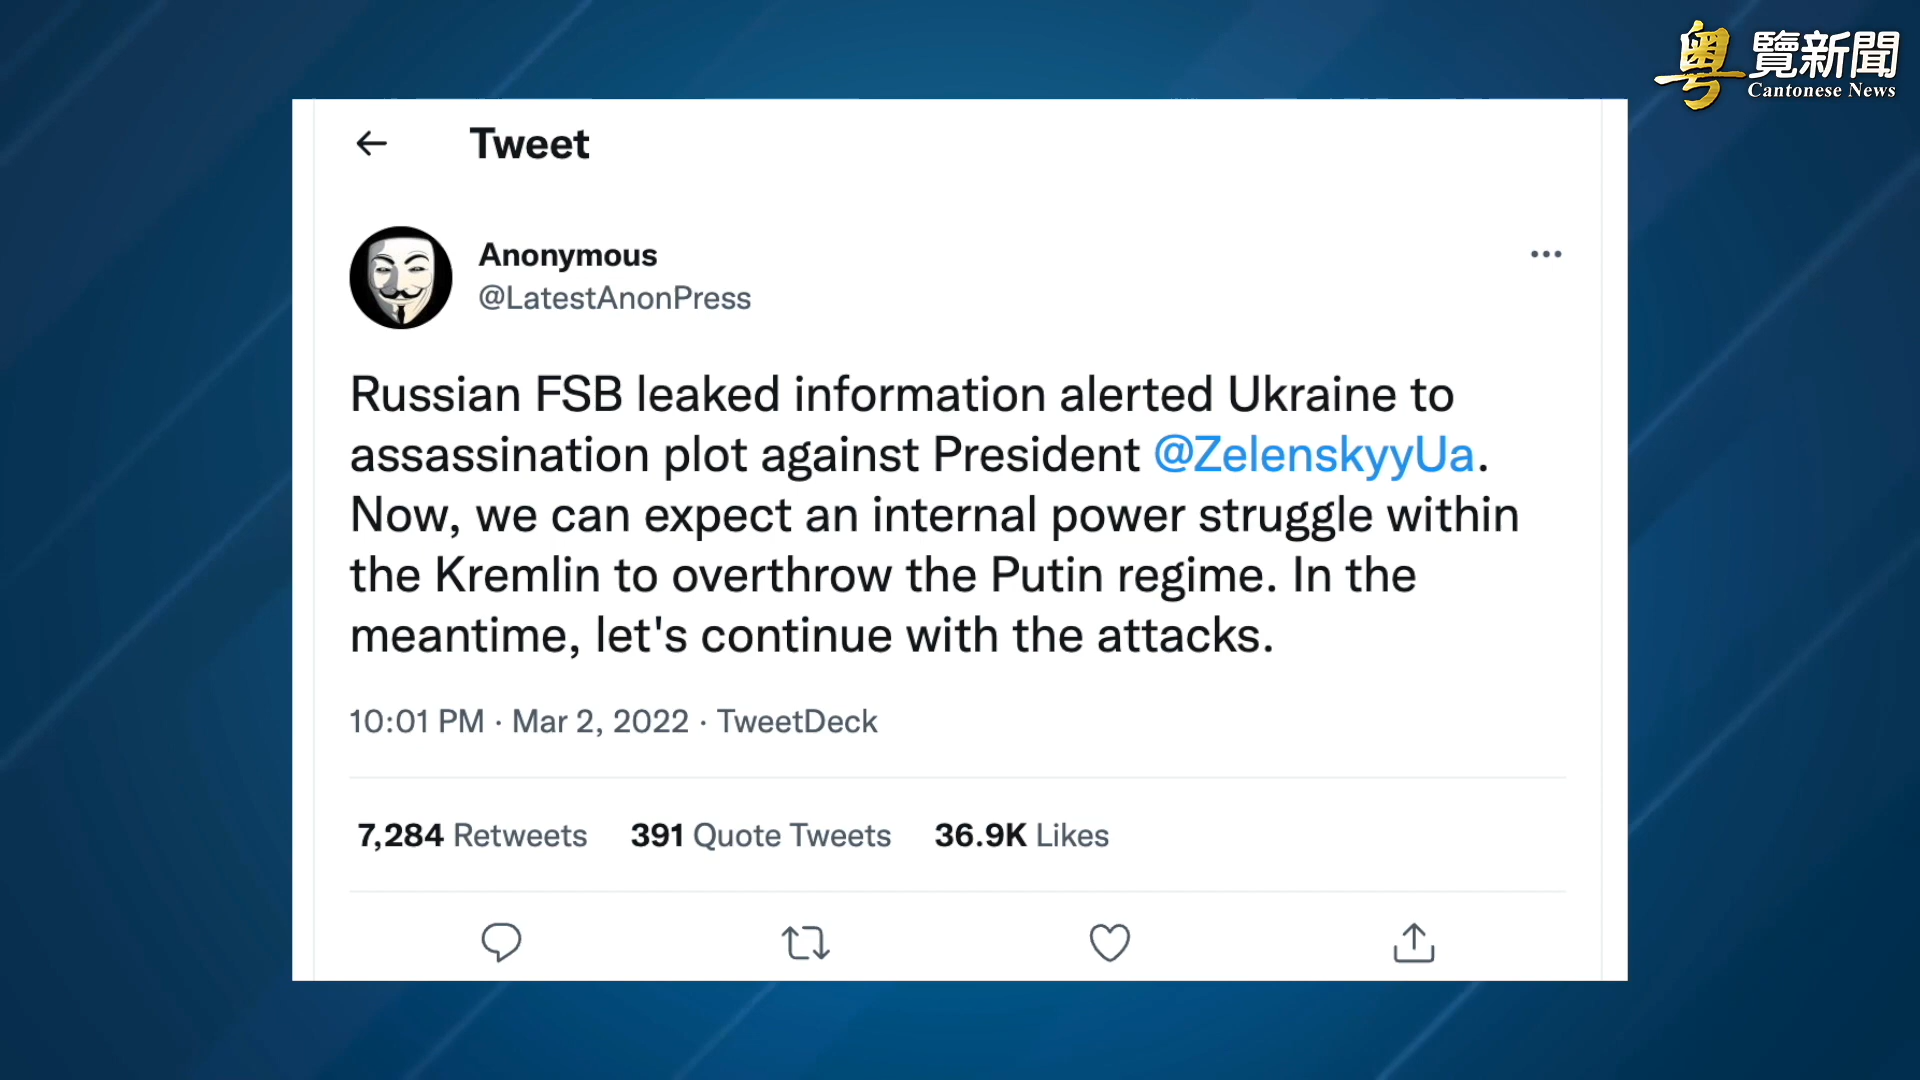 粵覽新聞
Cantonese News
Tweet
Anonymous
@LatestAnonPress
Russian FSB leaked information alerted Ukraine to
assassination plot against President @ZelenskyyUa.
Now, we can expect an internal power struggle within
the Kremlin to overthrow the Putin regime. In the
meantime, let's continue with the attacks.
10:01 PM · Mar 2, 2022 · TweetDeck
7,284 Retweets 391 Quote Tweets 36.9K Likes